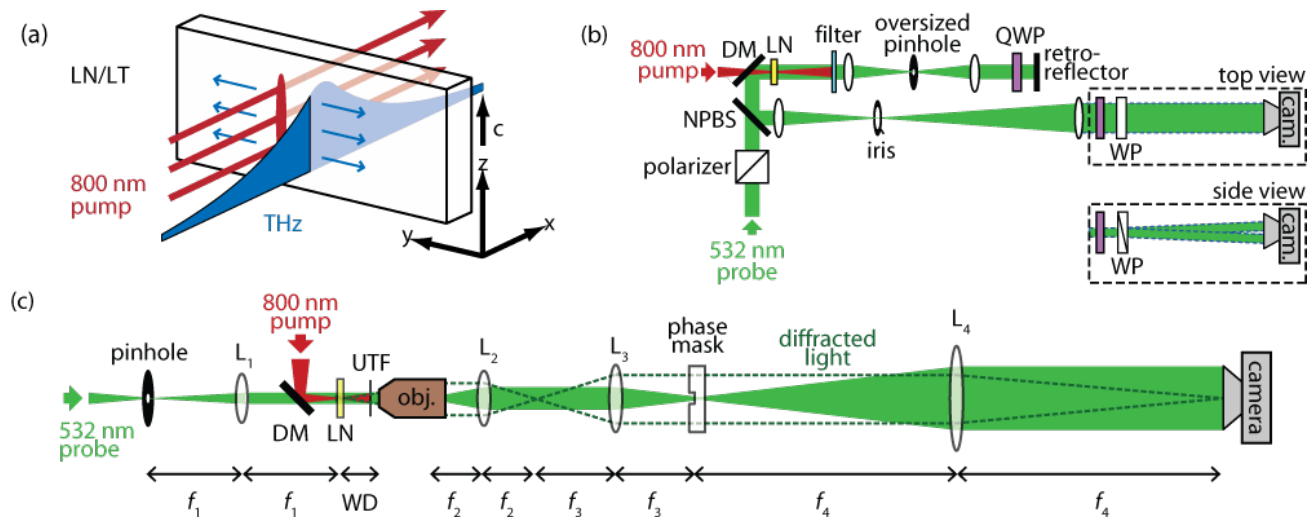 (a)
LN/LT
800 nm
pump
THz
c
z
y
x
(b)
800 nm
pump
DM
LN
filter
oversized
pinhole
QWP
retro-
reflector
top view
NPBS
iris
WP
cam.
polarizer
532 nm
probe
side view
WP
cam.
(c)
800 nm
pump
pinhole
L1
UTF
L2
L3
phase
mask
diffracted
light
L4
obj.
camera
532 nm
probe
DM
LN
f1
f1
WD
f2
f2
f3
f3
f4
f4